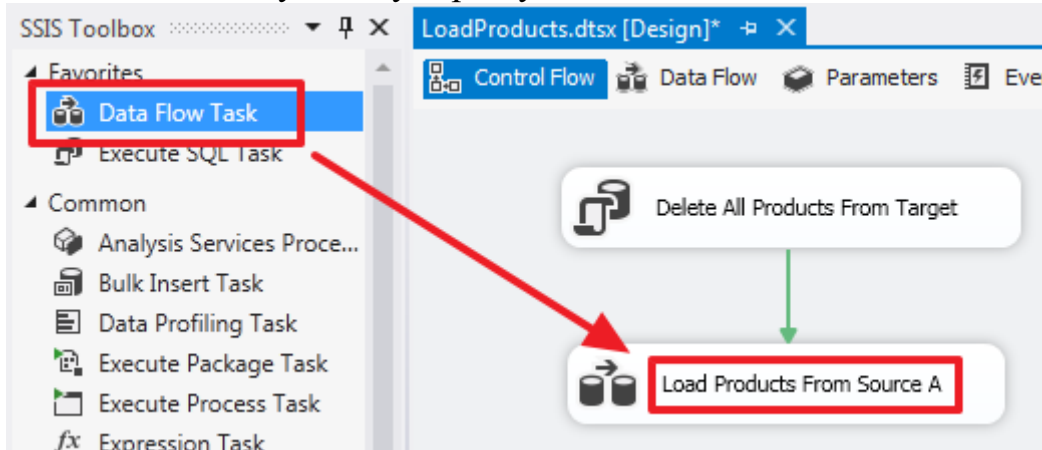 SSIS Toolbox
LoadProducts.dtsx [Design]*
Favorites
Data Flow Task
Execute SQL Task
Common
Analysis Services Proce...
Bulk Insert Task
Data Profiling Task
Execute Package Task
Execute Process Task
fx Expression Task
Control Flow Data Flow Parameters Eve
Delete All Products From Target
Load Products From Source A